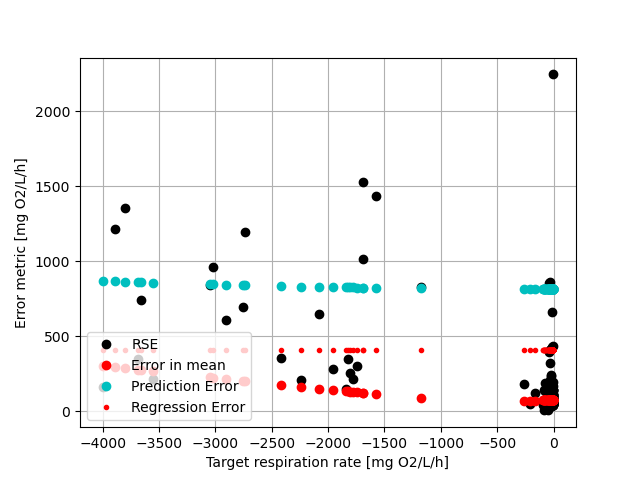 2000
1500
1000
500
0
Error metric [mg O2/L/h]
RSE
Error in mean
Prediction Error
Regression Error
−4000 −3500 −3000 −2500 −2000 −1500 −1000 −500 0
Target respiration rate [mg O2/L/h]